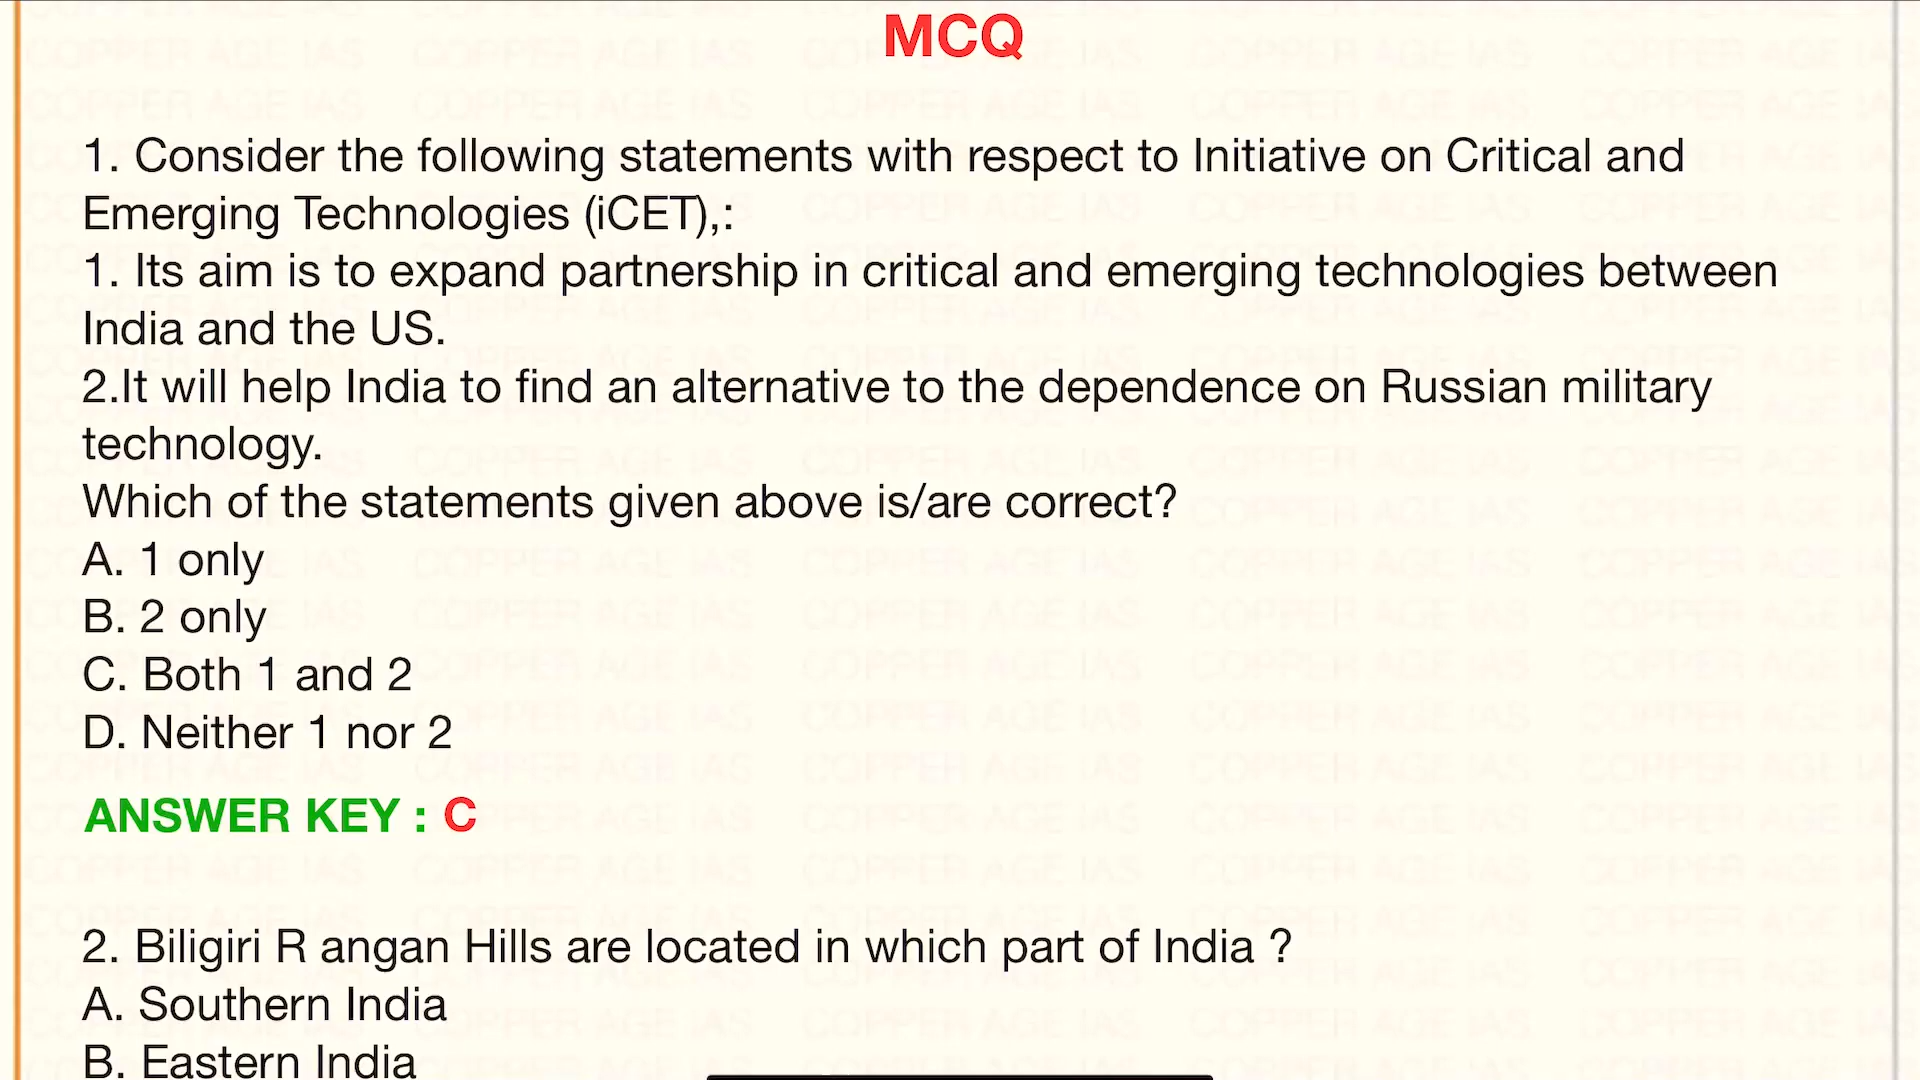 MCQ
1. Consider the following statements with respect to Initiative on Critical and
Emerging Technologies (iCET),:
1. Its aim is to expand partnership in critical and emerging technologies between
India and the US.
2.It will help India to find an alternative to the dependence on Russian military
technology.
Which of the statements given above is/are correct?
A. 1 only
B. 2 only
C. Both 1 and 2
D. Neither 1 nor 2
ANSWER KEY : C
2. Biligiri R angan Hills are located in which part of India ?
A. Southern India
B. Eastern India